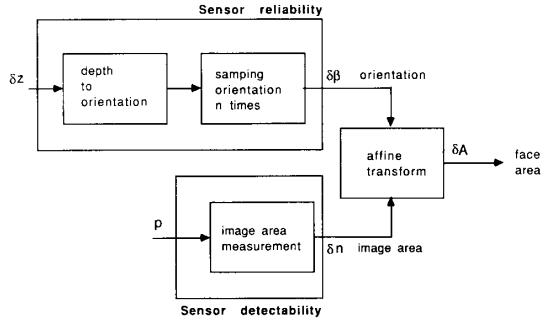 Sensor reliability
δz
depth
to
orientation
samping
orientation
n times
δβ orientation
affine
transform
δA
face
area
p
image area
measurement
δn image area
Sensor detectability